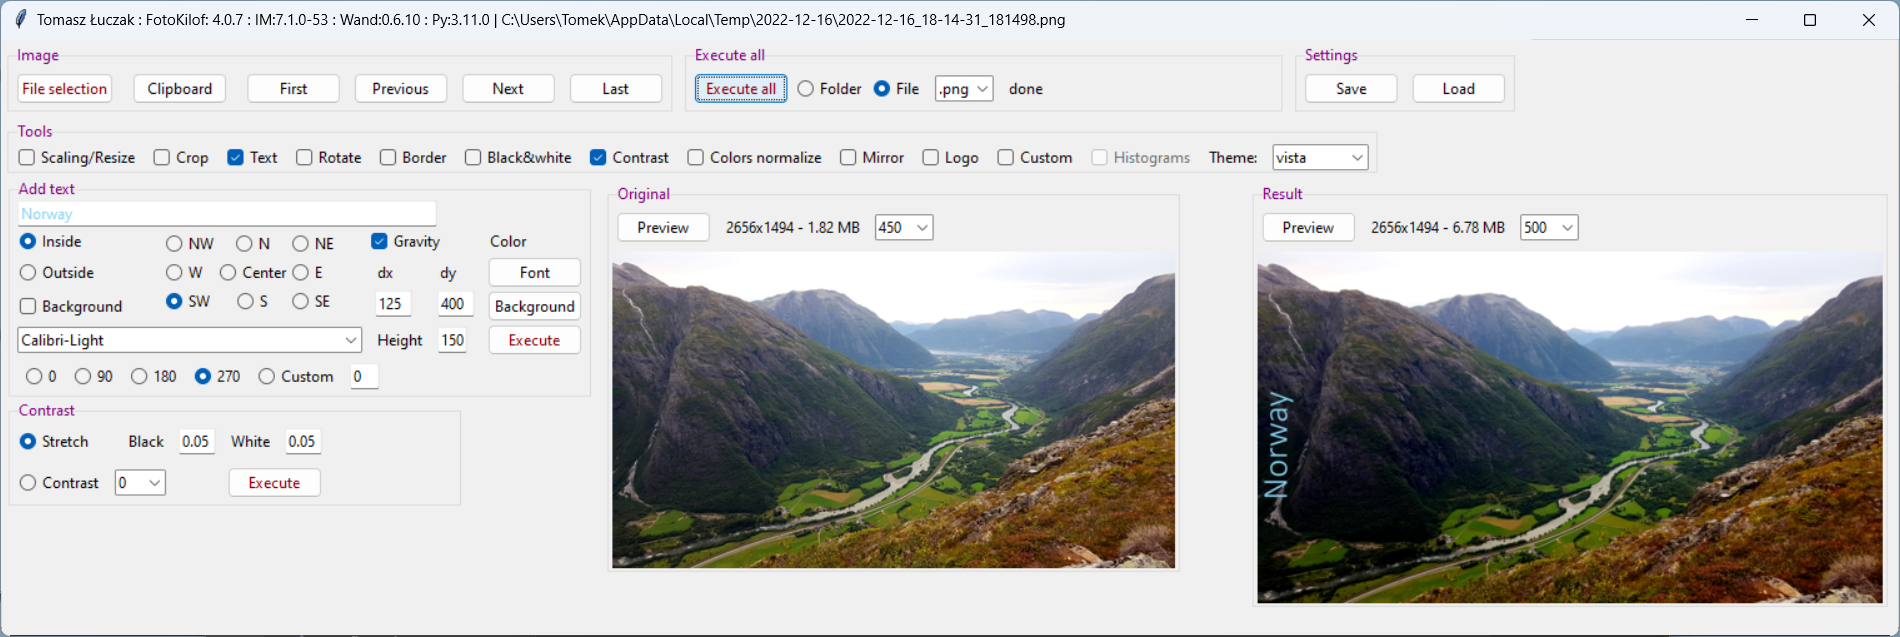 Tomasz Łuczak : FotoKilof: 4.0.7 : IM:7.1.0-53 : Wand:0.6.10 : Py:3.11.0 | C:\Users\Tomek\AppData\Local\Temp\2022-12-16\2022-12-16_18-14-31_181498.png
Image
File selection Clipboard First Previous Next Last
Execute all
Execute all Folder File .png done
Settings
Save Load
Tools
Scaling/Resize Crop Text Rotate Border Black&white Contrast Colors normalize Mirror Logo Custom Histograms Theme: vista
Add text
Norway
Inside NW N NE Gravity Color
Outside W Center E dx dy Font
Background SW S SE 125 400 Background
Calibri-Light Height 150 Execute
0 90 180 270 Custom 0
Contrast
Stretch Black 0.05 White 0.05
Contrast 0 Execute
Original
Preview 2656x1494 - 1.82 MB 450
Result
Preview 2656x1494 - 6.78 MB 500
Norway